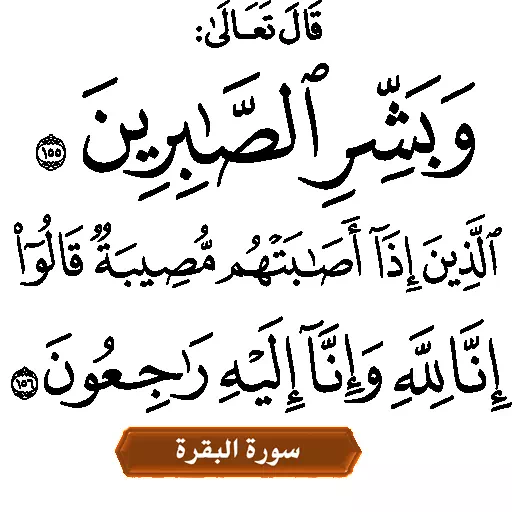 قَالَ تَعَالَىٰ:
وَبَشِّرِ ٱلصَّـٰبِرِينَ ١٥٥
ٱلَّذِينَ إِذَآ أَصَـٰبَتْهُم مُّصِيبَةٌ قَالُوٓا۟
إِنَّا لِلَّهِ وَإِنَّآ إِلَيْهِ رَٰجِعُونَ ١٥٦
سورة البقرة